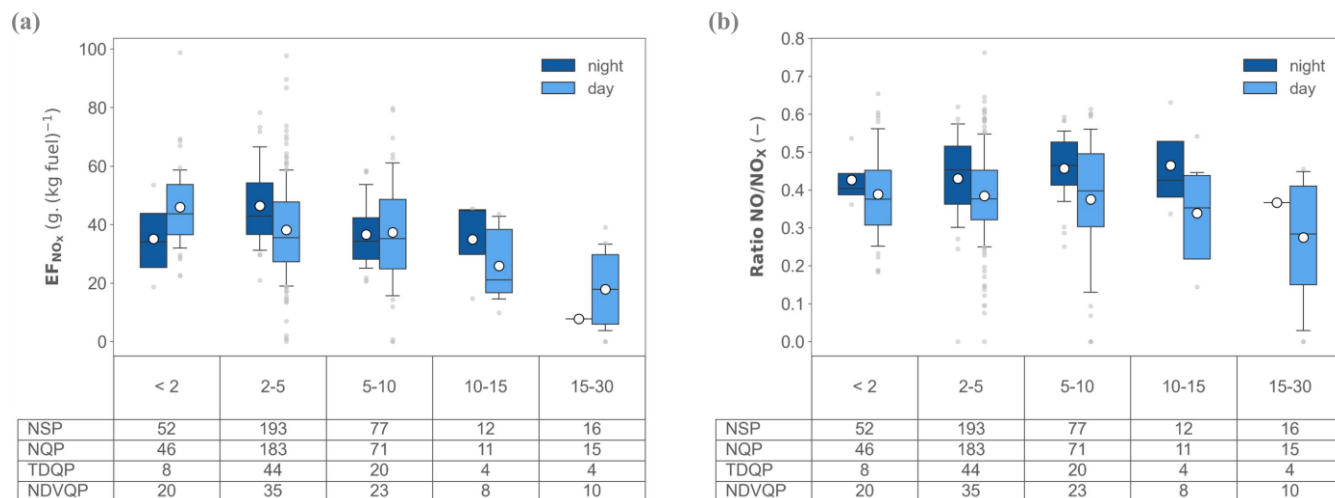 (a)
100
80
60
40
20
0
EF_NOx (g. (kg fuel)⁻¹)
night
day
< 2 2-5 5-10 10-15 15-30
NSP 52 193 77 12 16
NQP 46 183 71 11 15
TDQP 8 44 20 4 4
NDVQP 20 35 23 8 10
(b)
0.8
0.7
0.6
0.5
0.4
0.3
0.2
0.1
0.0
Ratio NO/NOx (−)
night
day
< 2 2-5 5-10 10-15 15-30
NSP 52 193 77 12 16
NQP 46 183 71 11 15
TDQP 8 44 20 4 4
NDVQP 20 35 23 8 10